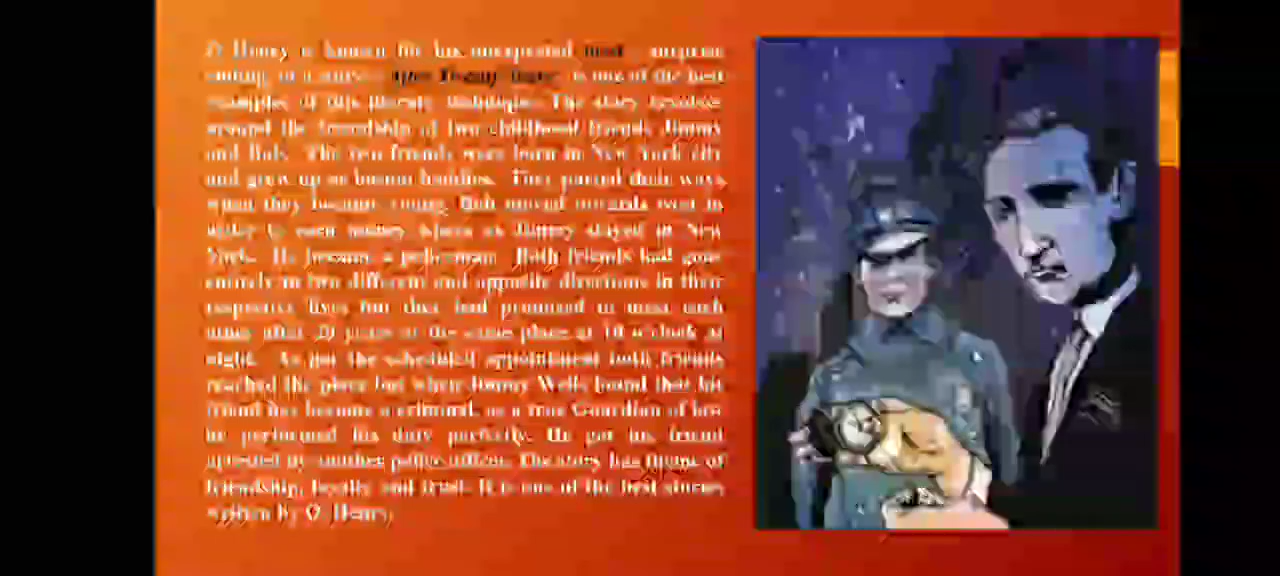 O Henry is known for his unexpected twist surprise
ending of a story. After Twenty Years is one of the best
examples of this literary technique. The story revolves
around the friendship of two childhood friends Jimmy
and Bob. The two friends were born in New York city
and grew up as bosom buddies. They parted their ways
when they became young. Bob moved towards west in
order to earn money where as Jimmy stayed in New
York. He became a policeman. Both friends had gone
entirely in two different and opposite directions in their
respective lives but they had promised to meet each
other after 20 years at the same place at 10 o'clock at
night. As per the scheduled appointment both friends
reached the place but when Jimmy Wells found that his
friend has become a criminal, as a true Guardian of law
he performed his duty perfectly. He got his friend
arrested by another police officer. The story has theme of
friendship, loyalty and trust. It is one of the best stories
written by O. Henry.